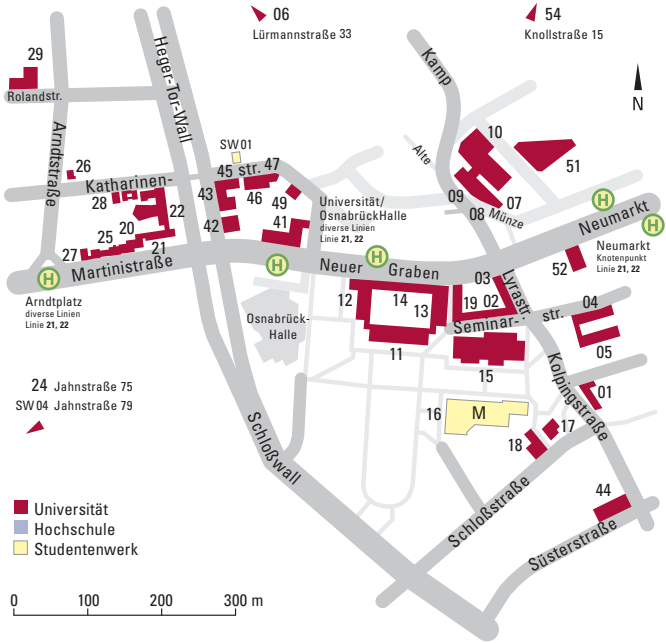 06
Lürmannstraße 33
54
Knollstraße 15
29
Rolandstr.
Arndtstraße
Heger-Tor-Wall
Kamp
N
10
51
Alte
SW01
26
Katharinen-
45
str.
47
43
46
49
28
22
42
41
Universität/
OsnabrückHalle
diverse Linien
Linie 21, 22
09
08
07
Münze
H
Neumarkt
27
25
20
21
Martinistraße
H
H
H
Neuer
Graben
Neumarkt
Knotenpunkt
Linie 21, 22
52
H
Arndtplatz
diverse Linien
Linie 21, 22
Osnabrück-
Halle
12
14
13
11
03
19
02
Lyrastr.
Seminar-
str.
04
05
15
24 Jahnstraße 75
SW04 Jahnstraße 79
16
M
17
18
01
Kolpingstraße
Schloßwall
Schloßstraße
44
Süsterstraße
Universität
Hochschule
Studentenwerk
0 100 200 300 m